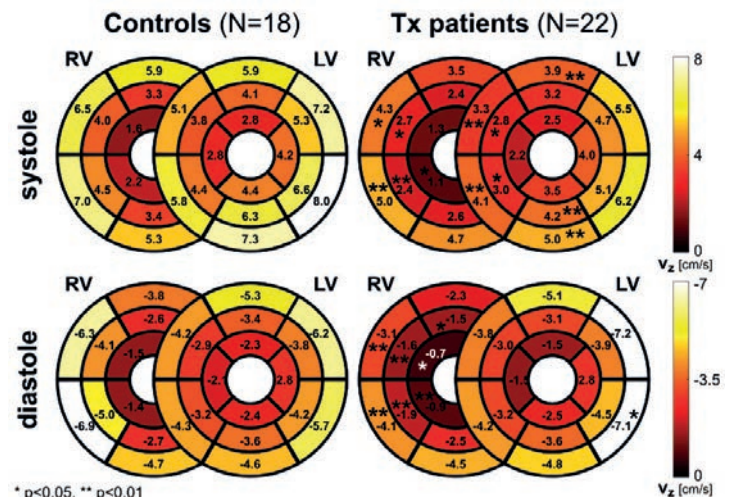 Controls (N=18) Tx patients (N=22)
RV LV RV LV
systole
5.9 5.9 3.5 3.9 ** 8
3.3 4.1 2.4 3.2
6.5 4.0 5.1 3.8 2.8 5.3 7.2 4.3 * 2.7 * 3.3 ** 2.8 * 2.5 4.7 5.5
1.6 1.3
2.8 4.2 2.2 4.0 4
2.2 * 1.1
7.0 4.5 5.8 4.4 4.4 6.6 8.0 ** 5.0 ** 2.4 ** 4.1 * 3.0 3.5 5.1 6.2
3.4 6.3 2.6 4.2 **
5.3 7.3 4.7 5.0 ** 0
vz [cm/s]
RV LV RV LV -7
diastole
-3.8 -5.3 -2.3 -5.1
-2.6 -3.4 * -1.5 -3.1
-6.3 -4.1 -4.2 -2.9 -2.3 -3.8 -6.2 -3.1 ** -1.6 ** -3.8 -3.0 -1.5 -3.9 -7.2
-1.5 -0.7 *
2.8 2.8 -3.5
-1.4 ** -0.9
-6.9 -5.0 -4.3 -3.2 -2.4 -4.2 -5.7 ** -4.1 ** -1.9 -4.2 -3.2 -2.5 -4.5 -7.1 *
-2.7 -3.6 -2.5 -3.6
-4.7 -4.6 -4.5 -4.8 0
* p<0.05, ** p<0.01 vz [cm/s]